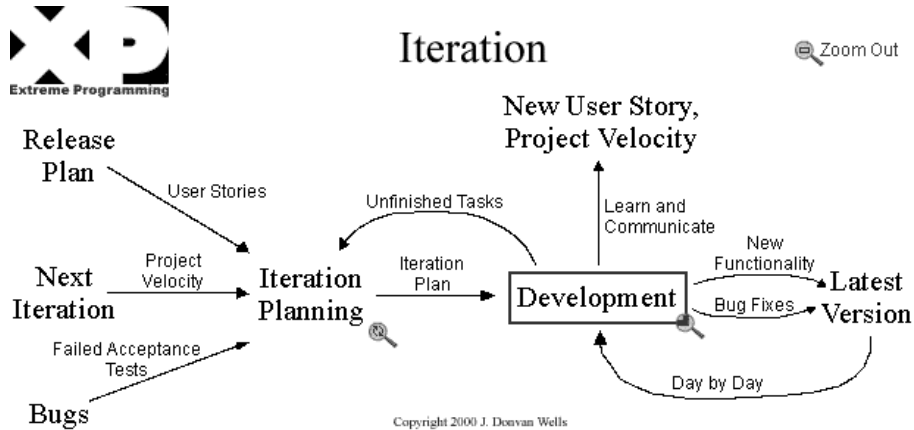 XP
Extreme Programming
Iteration
Zoom Out
New User Story,
Project Velocity
Release
Plan
User Stories
Unfinished Tasks
Learn and
Communicate
Next
Iteration
Project
Velocity
Iteration
Planning
Iteration
Plan
Development
New
Functionality
Bug Fixes
Latest
Version
Failed Acceptance
Tests
Day by Day
Bugs
Copyright 2000 J. Donvan Wells